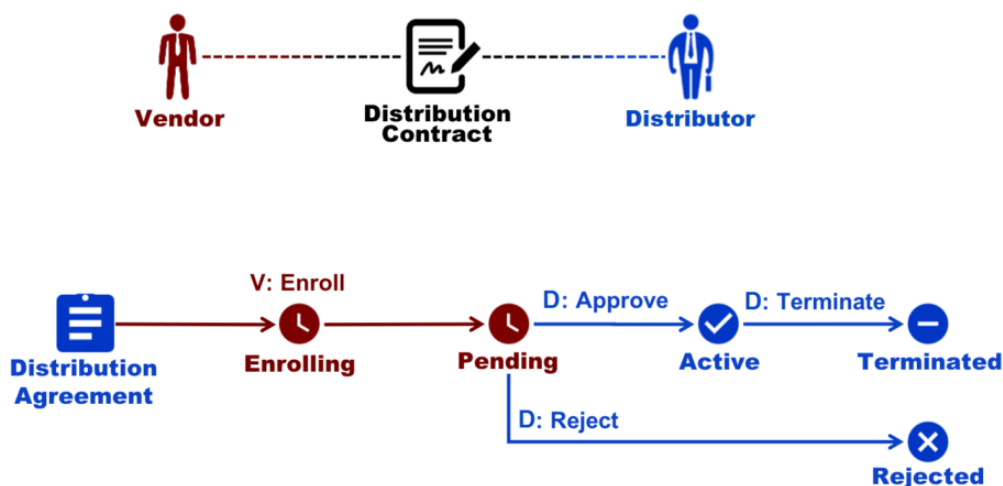 Vendor
Distribution
Contract
Distributor
V: Enroll
D: Approve
D: Terminate
Distribution
Agreement
Enrolling
Pending
Active
Terminated
D: Reject
Rejected